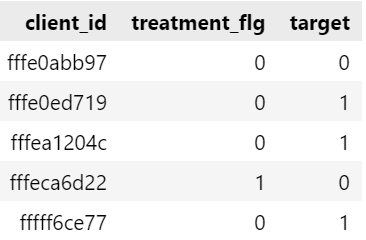 client_id treatment_flg target
fffe0abb97 0 0
fffe0ed719 0 1
fffea1204c 0 1
fffeca6d22 1 0
fffff6ce77 0 1